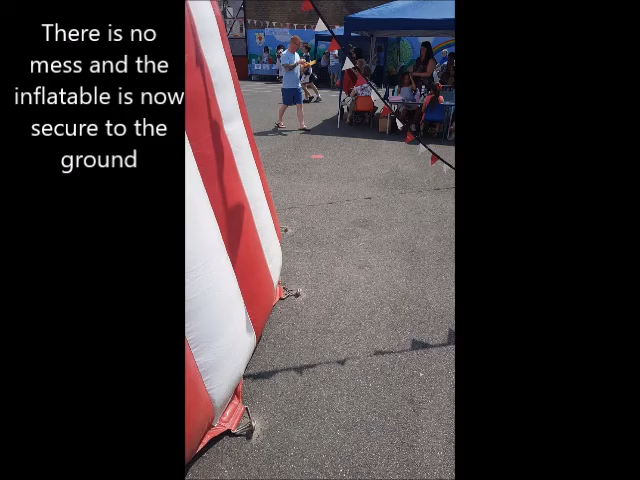 There is no
mess and the
inflatable is now
secure to the
ground